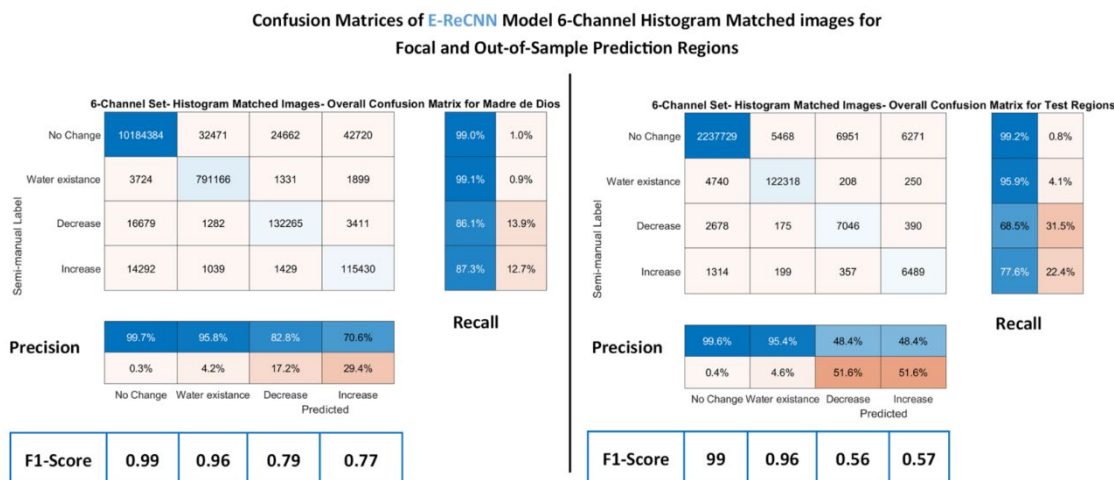 Confusion Matrices of E-ReCNN Model 6-Channel Histogram Matched images for
Focal and Out-of-Sample Prediction Regions
6-Channel Set- Histogram Matched Images- Overall Confusion Matrix for Madre de Dios
No Change 10184384 32471 24662 42720 99.0% 1.0%
Water existance 3724 791166 1331 1899 99.1% 0.9%
Decrease 16679 1282 132265 3411 86.1% 13.9%
Increase 14292 1039 1429 115430 87.3% 12.7%
Semi-manual Label
Recall
Precision
99.7% 95.8% 82.8% 70.6%
0.3% 4.2% 17.2% 29.4%
No Change Water existance Decrease Increase
Predicted
F1-Score 0.99 0.96 0.79 0.77
6-Channel Set- Histogram Matched Images- Overall Confusion Matrix for Test Regions
No Change 2237729 5468 6951 6271 99.2% 0.8%
Water existance 4740 122318 208 250 95.9% 4.1%
Decrease 2678 175 7046 390 68.5% 31.5%
Increase 1314 199 357 6489 77.6% 22.4%
Semi-manual Label
Recall
Precision
99.6% 95.4% 48.4% 48.4%
0.4% 4.6% 51.6% 51.6%
No Change Water existance Decrease Increase
Predicted
F1-Score 99 0.96 0.56 0.57